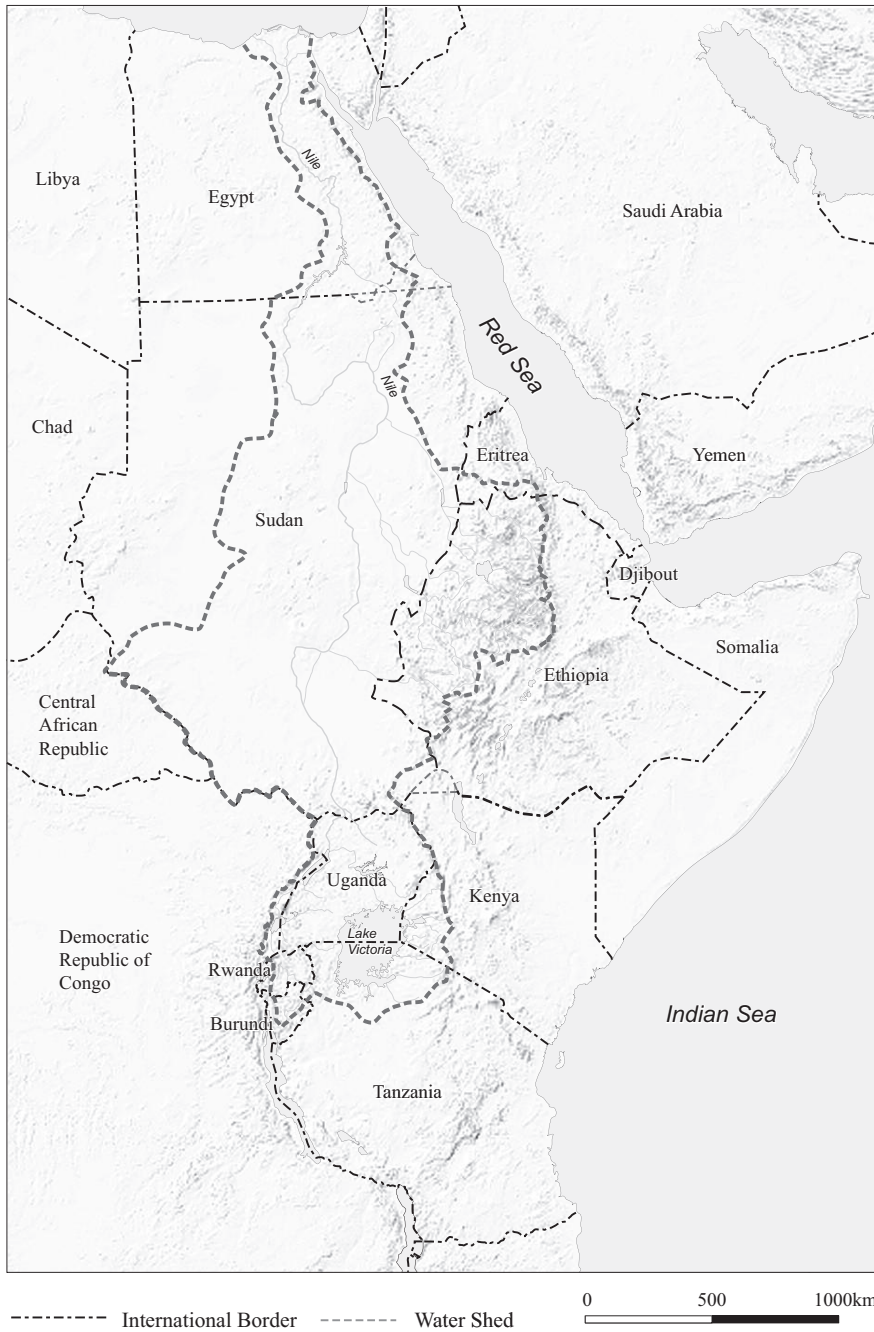 Nile
Libya
Egypt
Saudi Arabia
Red Sea
Nile
Chad
Eritrea
Yemen
Sudan
Djibout
Somalia
Ethiopia
Central
African
Republic
Uganda
Kenya
Lake
Victoria
Democratic
Republic of
Congo
Rwanda
Burundi
Indian Sea
Tanzania
0 500 1000km
International Border
Water Shed